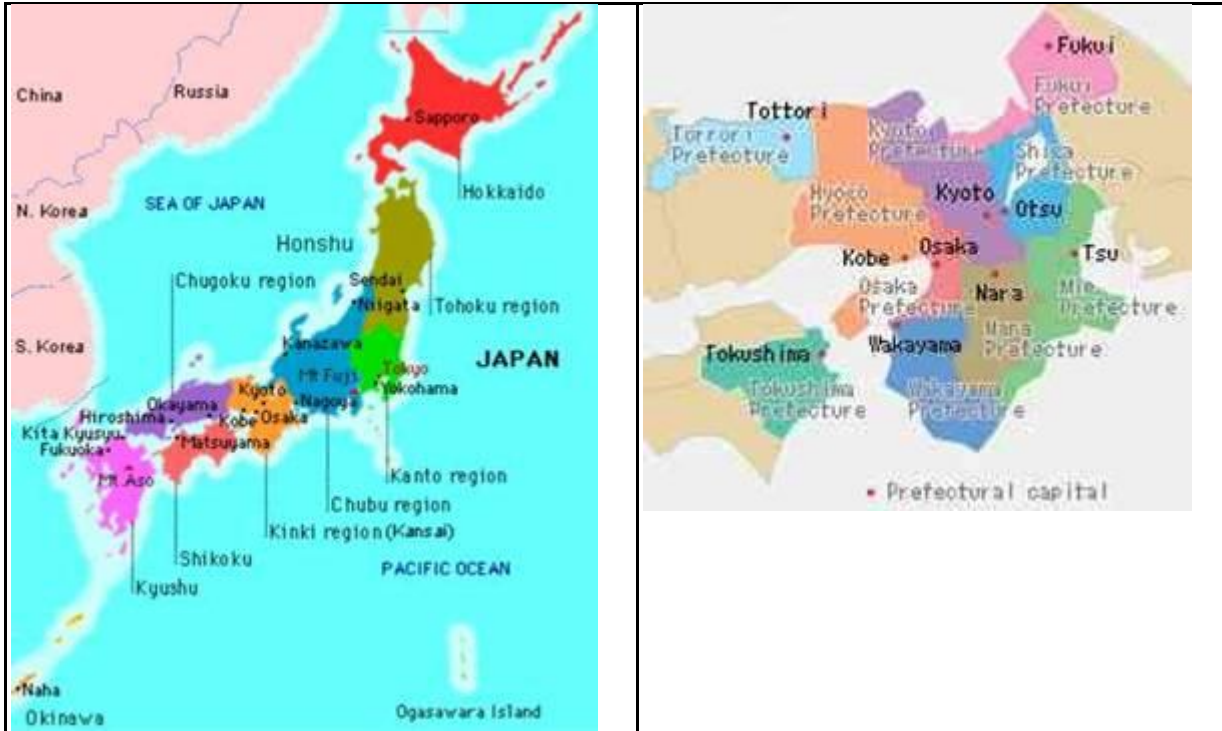 China
Russia
Sapporo
N. Korea
SEA OF JAPAN
Hokkaido
Honshu
Chugoku region
Sendai
Niigata
Tohoku region
S. Korea
Kanazawa
JAPAN
Mt Fuji
Tokyo
Yokohama
Kyoto
Nagoya
Okayama
Hiroshima
Kobe
Osaka
Kita Kyusyu
Matsuyama
Fukuoka
Mt Aso
Kanto region
Chubu region
Kinki region (Kansai)
Shikoku
PACIFIC OCEAN
Kyushu
Naha
Okinawa
Ogasawara Island
Fukui
Fukui
Prefecture
Tottori
Torrori
Prefecture
Kyoto
Prefecture
Shiga
Prefecture
Hyogo
Prefecture
Kyoto
Otsu
Osaka
Kobe
Tsu
Osaka
Prefecture
Nara
Mie
Prefecture
Wakayama
Nana
Prefecture
Tokushima
Tokushima
Prefecture
Wakayama
Prefecture
Prefectural capital